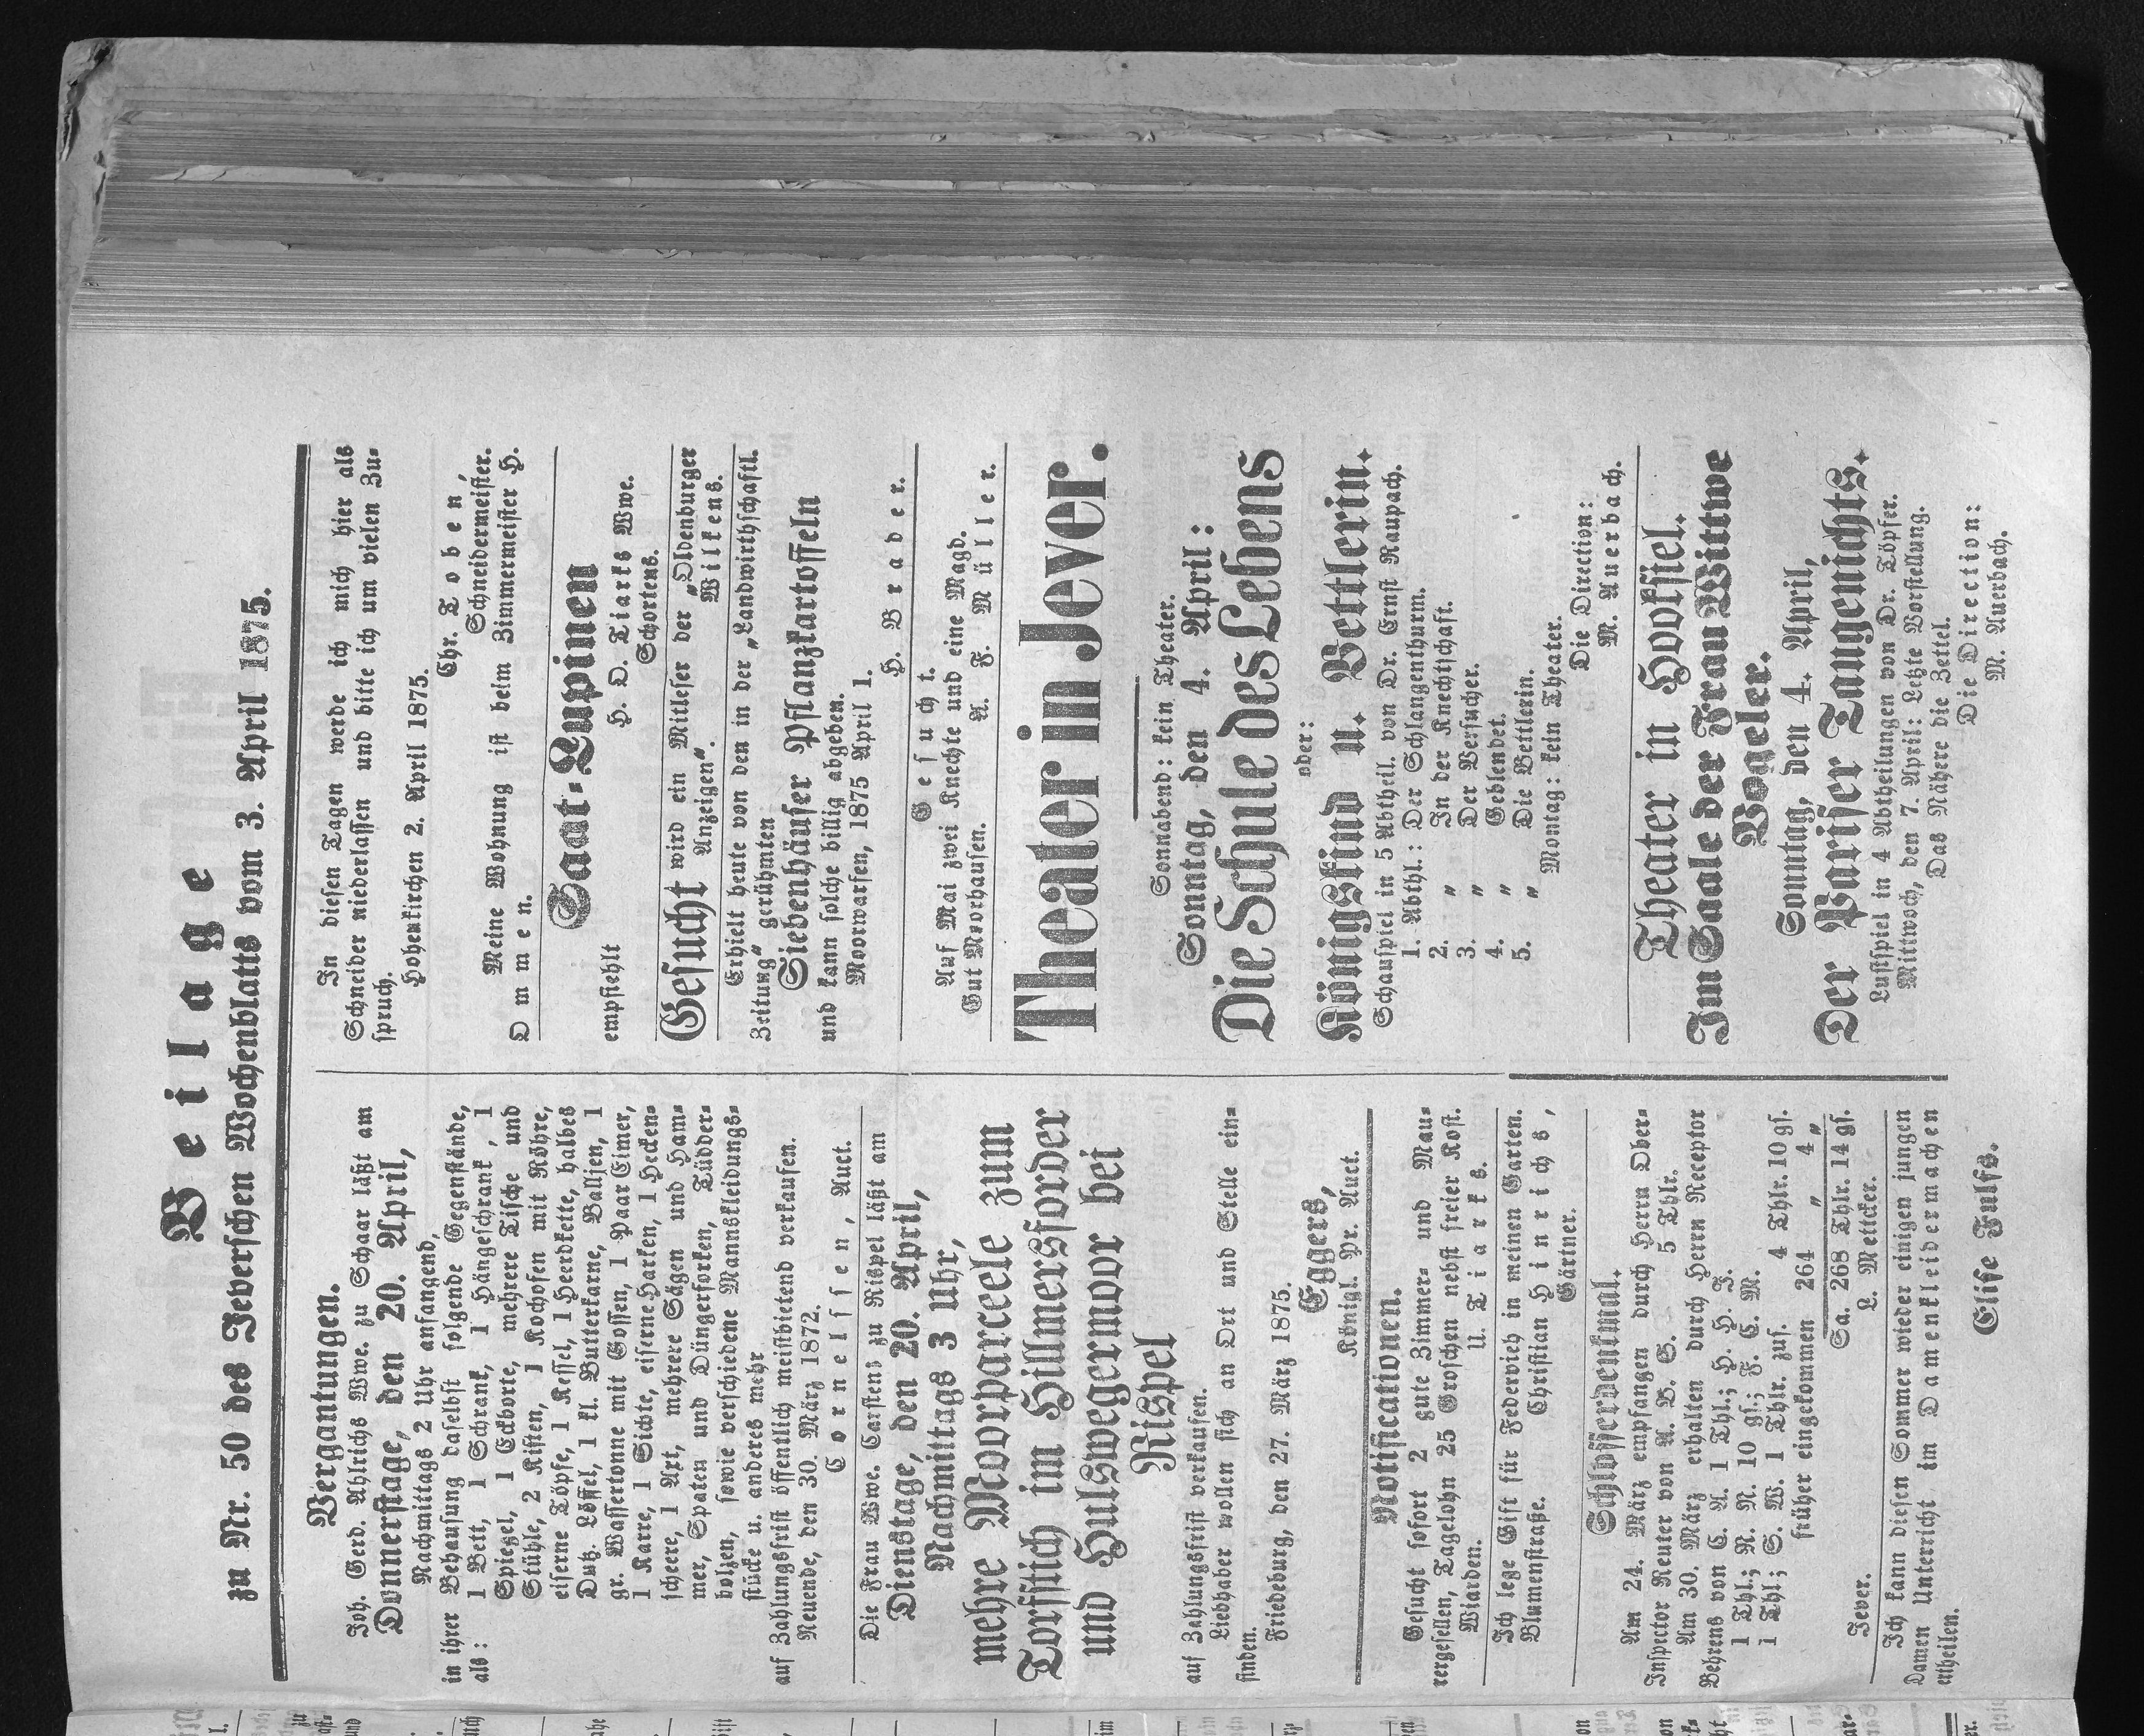 Beilage
zu Nr. 50 des Jeverschen Wochenblatts vom 3. April 1875.
Vergantungen.
Joh. Gerd. Ahlrichs Wwe. zu Schaar läßt am
Donnerstage, den 20. April,
Nachmittags 2 Uhr anfangend,
in ihrer Behausung daselbst folgende Gegenstände,
als:
1 Bett, 1 Schrank, 1 Hängeschrank, 1
Spiegel, 1 Eckborte, mehrere Tische und
Stühle, 2 Kisten, 1 Kochofen mit Röhre,
eiserne Töpfe, 1 Kessel, 1 Heerdkette, halbes
Dutz. Löffel, 1 kl. Butterkarne, Balljen, 1
gr. Wassertonne mit Gossen, 1 Paar Eimer,
1 Karre, 1 Sichte, eiserne Harken, 1 Hecken-
scheere, 1 Axt, mehrere Sägen und Ham-
mer, Spaten und Düngerforken, Tüdder-
bolzen, sowie verschiedene Mannskleidungs-
stücke u. anderes mehr
auf Zahlungsfrist öffentlich meistbietend verkaufen.
Neuende, den 30. März 1872.
Cornelssen, Auct.
Die Frau Wwe. Carstens zu Rispel läßt am
Dienstage, den 20. April,
Nachmittags 3 Uhr,
mehre Moorparcele zum
Torfstich im Hillmersforder
und Hulswegermoor bei
Rispel
auf Zahlungsfrist verkaufen.
Liebhaber wollen sich an Ort und Stelle ein-
finden.
Friedeburg, den 27. März 1875.
Eggers,
Königl. Pr. Auct.
Notificationen.
Gesucht sofort 2 gute Zimmer- und Mau-
rergesellen, Tagelohn 25 Groschen nebst freier Kost.
Wiarden. U. Tiarks.
Ich lege Gift für Federvieh in meinen Garten.
Blumenstraße. Christian Hinrichs,
Gärtner.
Schlosserdenkmal.
Am 24. März empfangen durch Herrn Ober-
Inspector Reuter von A. B. S. 5 Thlr.
Am 30. März erhalten durch Herrn Receptor
Behrens von C. A. 1 Thl.; H. H. J.
1 Thl.; N. N. 10 gs.; F. C. M.
1 Thl; S. W. 1 Thlr. zus. 4 Thlr. 10 gs.
früher eingekommen 264 " 4 "
Sa. 268 Thlr. 14 gs.
Jever. L. Mettcker.
Ich kann diesen Sommer wieder einigen jungen
Damen Unterricht im Damenkleidermachen
ertheilen.
Elise Fulfs.
In diesen Tagen werde ich mich hier als
Schneider niederlassen und bitte ich um vielen Zu-
spruch.
Hohenkirchen 2. April 1875.
Chr. Toben,
Schneidermeister.
Meine Wohnung ist beim Zimmermeister H.
Ommen.
Saat-Lupinen
empfiehlt H. D. Tiarks Wwe.
Schortens.
Gesucht wird ein Mitleser der „Oldenburger
Anzeigen". Wilkens.
Erhielt heute von den in der „Landwirthschaftl.
Zeitung" gerühmten
Siebenhäuser Pflanzkartoffeln
und kann solche billig abgeben.
Moorwarfen, 1875 April 1.
H. Brader.
Gesucht.
Auf Mai zwei Knechte und eine Magd.
Gut Moorhausen. A. F. Müller.
Theater in Jever.
Sonnabend: kein Theater.
Sonntag, den 4. April:
Die Schule des Lebens
oder:
Königskind u. Bettlerin.
Schauspiel in 5 Abtheil. von Dr. Ernst Raupach.
1. Abthl.: Der Schlangenthurm.
2. " In der Knechtschaft.
3. " Der Versucher.
4. " Geblendet.
5. " Die Bettlerin.
Montag: kein Theater.
Die Direction:
M. Auerbach.
Theater in Hooksiel.
Im Saale der Frau Wittwe
Vogeler.
Sonntag, den 4. April,
Der Pariser Taugenichts.
Lustspiel in 4 Abtheilungen von Dr. Töpfer.
Mittwoch, den 7. April: Letzte Vorstellung.
Das Nähere die Zettel.
Die Direction:
M. Auerbach.